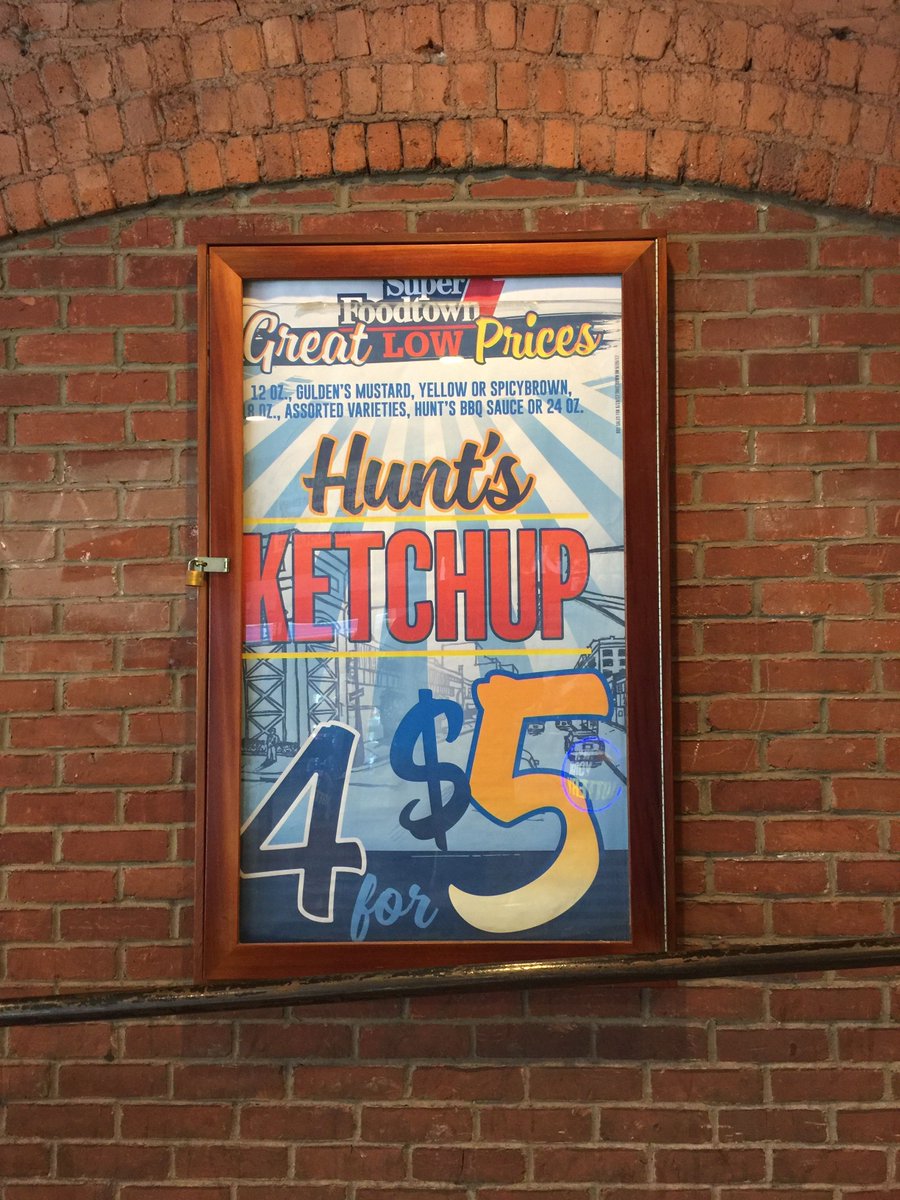 Super
Foodtown
Great LOW Prices
12 OZ., GULDEN'S MUSTARD, YELLOW OR SPICYBROWN,
8 OZ., ASSORTED VARIETIES, HUNT'S BBQ SAUCE OR 24 OZ.
Hunt's
KETCHUP
4 for $5